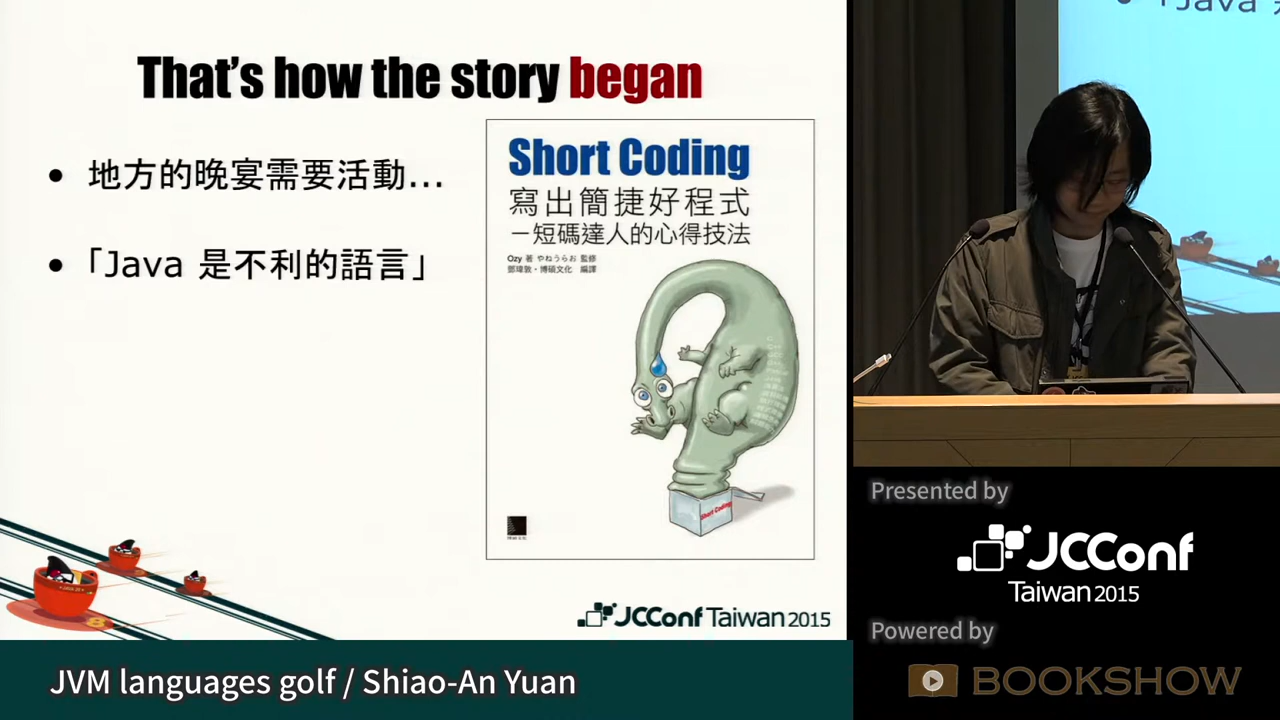 That's how the story began
• 地方的晚宴需要活動...
• 「Java 是不利的語言」
Short Coding
寫出簡捷好程式
－短碼達人的心得技法
Ozy 著 やねうらお 監修
鄧瑋敦・博碩文化 編譯
Short Coding
JCConf Taiwan 2015
JVM languages golf / Shiao-An Yuan
Presented by
JCConf
Taiwan 2015
Powered by
BOOKSHOW